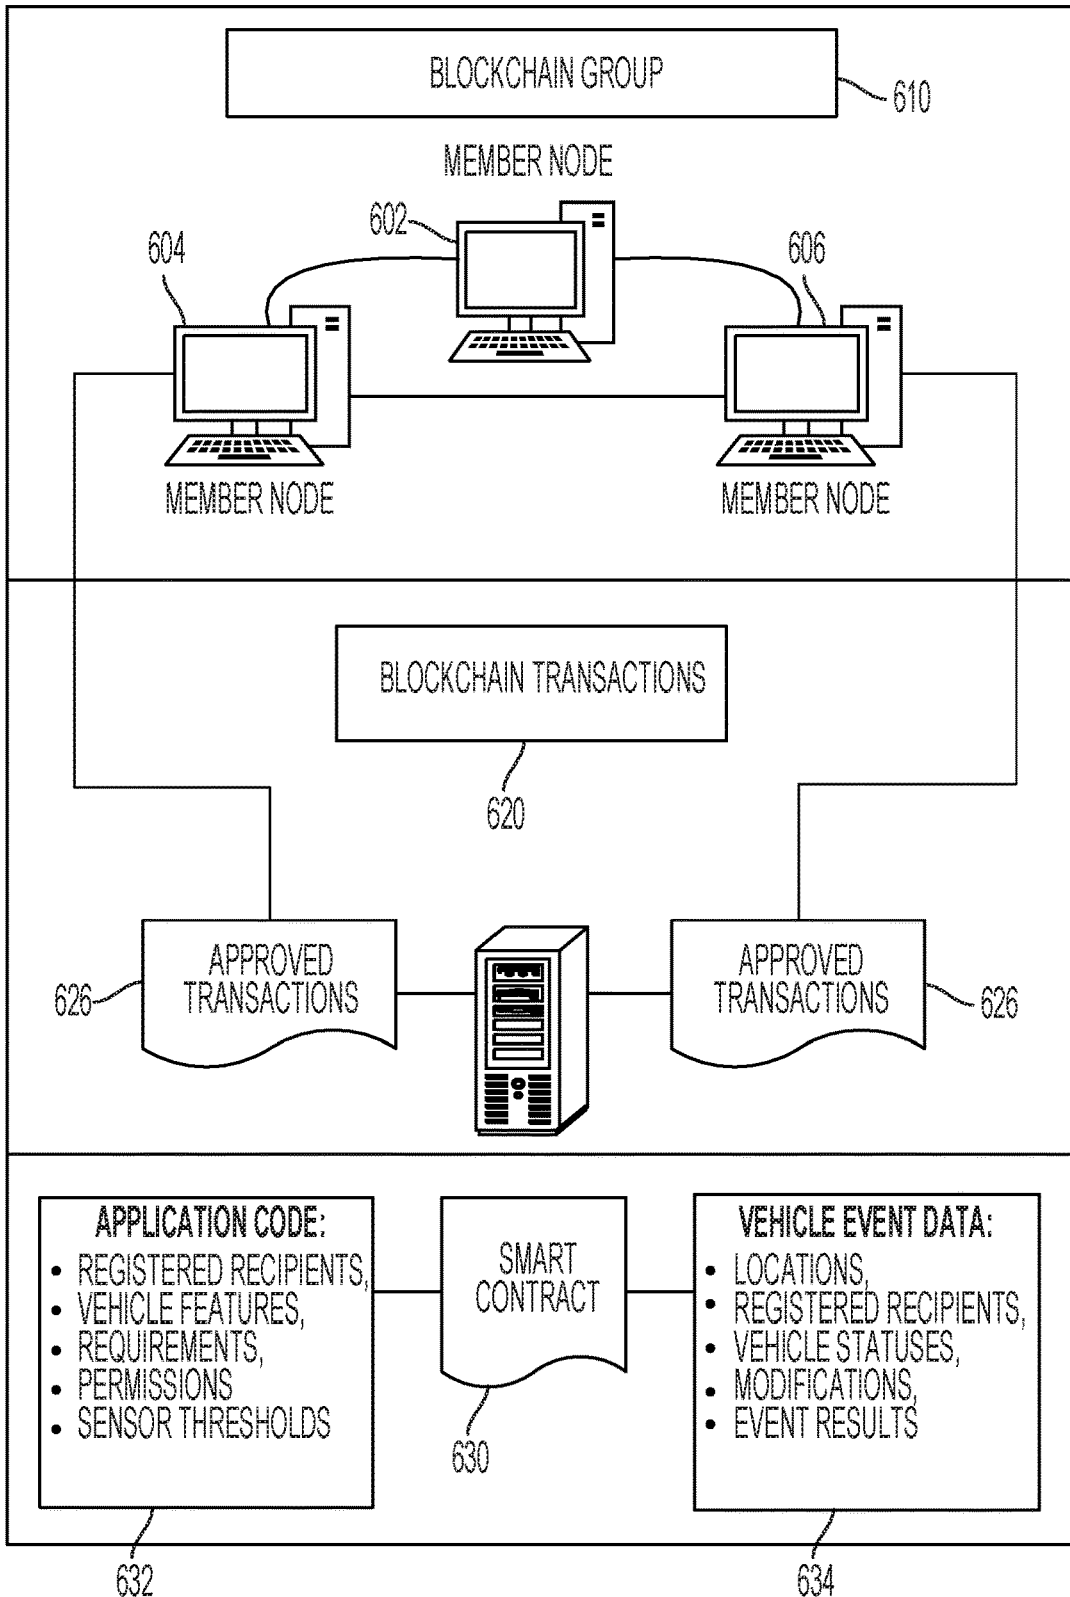 BLOCKCHAIN GROUP
610
MEMBER NODE
602
604
606
MEMBER NODE
MEMBER NODE
BLOCKCHAIN TRANSACTIONS
620
APPROVED
TRANSACTIONS
626
APPROVED
TRANSACTIONS
626
APPLICATION CODE:
• REGISTERED RECIPIENTS,
• VEHICLE FEATURES,
• REQUIREMENTS,
• PERMISSIONS
• SENSOR THRESHOLDS
632
SMART
CONTRACT
630
VEHICLE EVENT DATA:
• LOCATIONS,
• REGISTERED RECIPIENTS,
• VEHICLE STATUSES,
• MODIFICATIONS,
• EVENT RESULTS
634